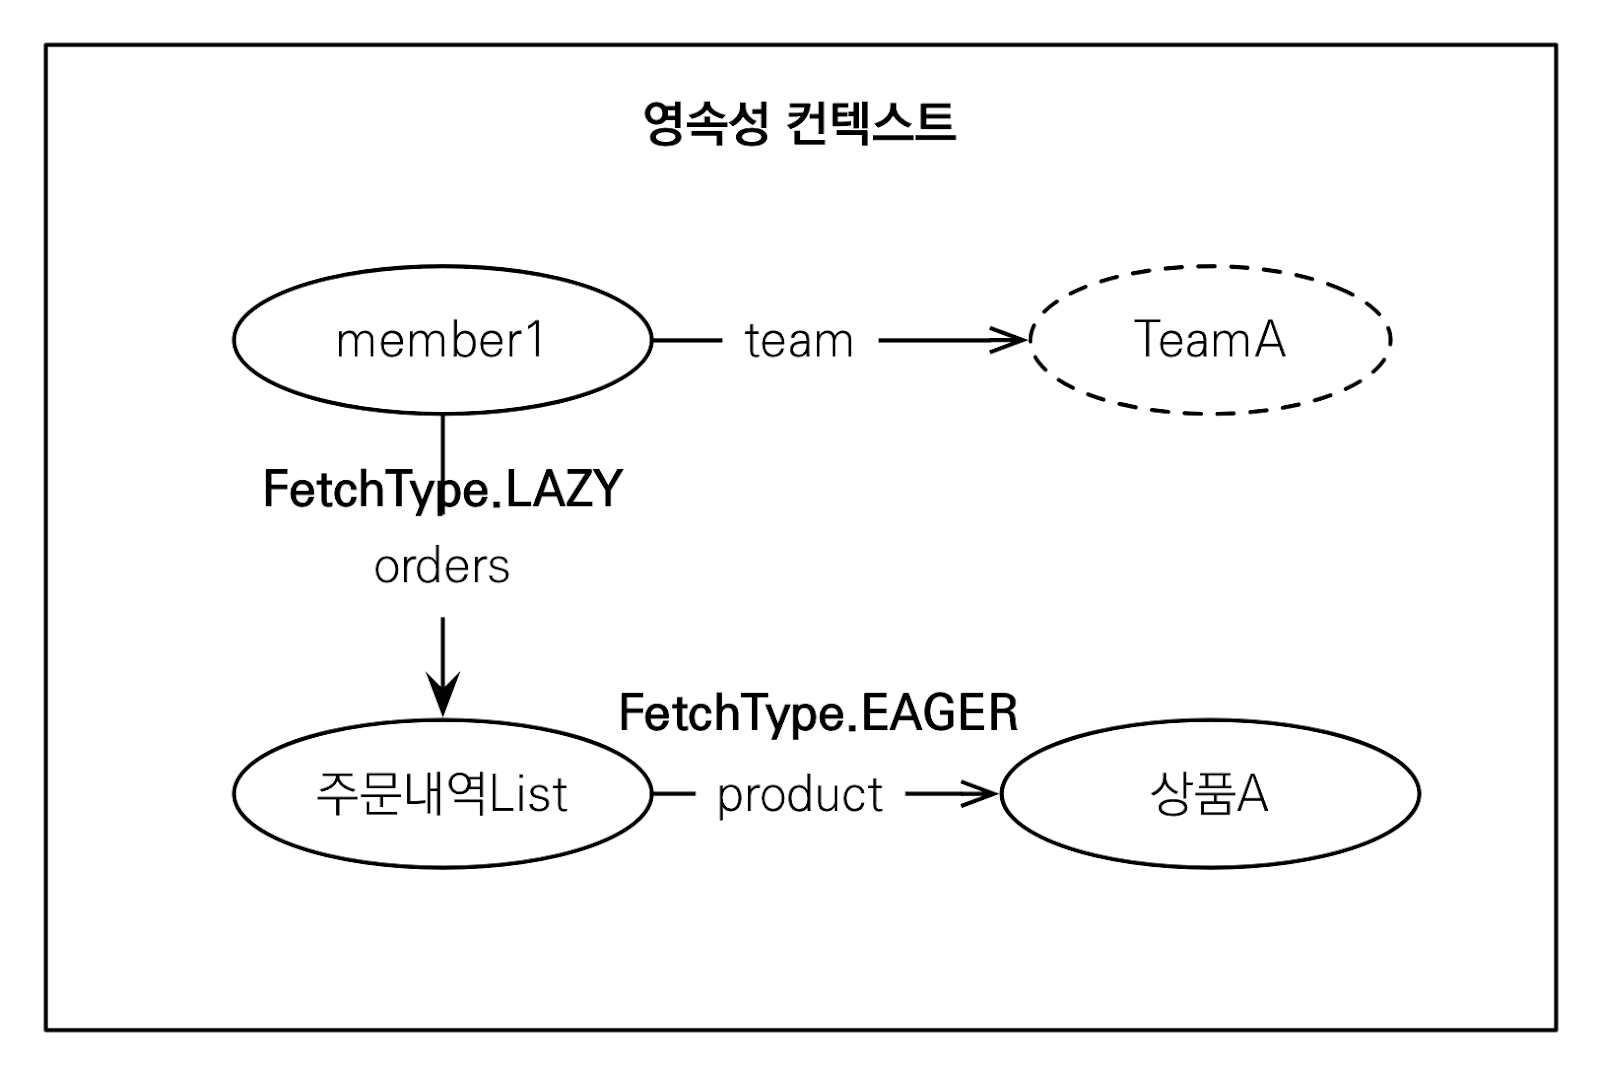 영속성 컨텍스트
member1
team
TeamA
FetchType.LAZY
orders
FetchType.EAGER
주문내역List
product
상품A